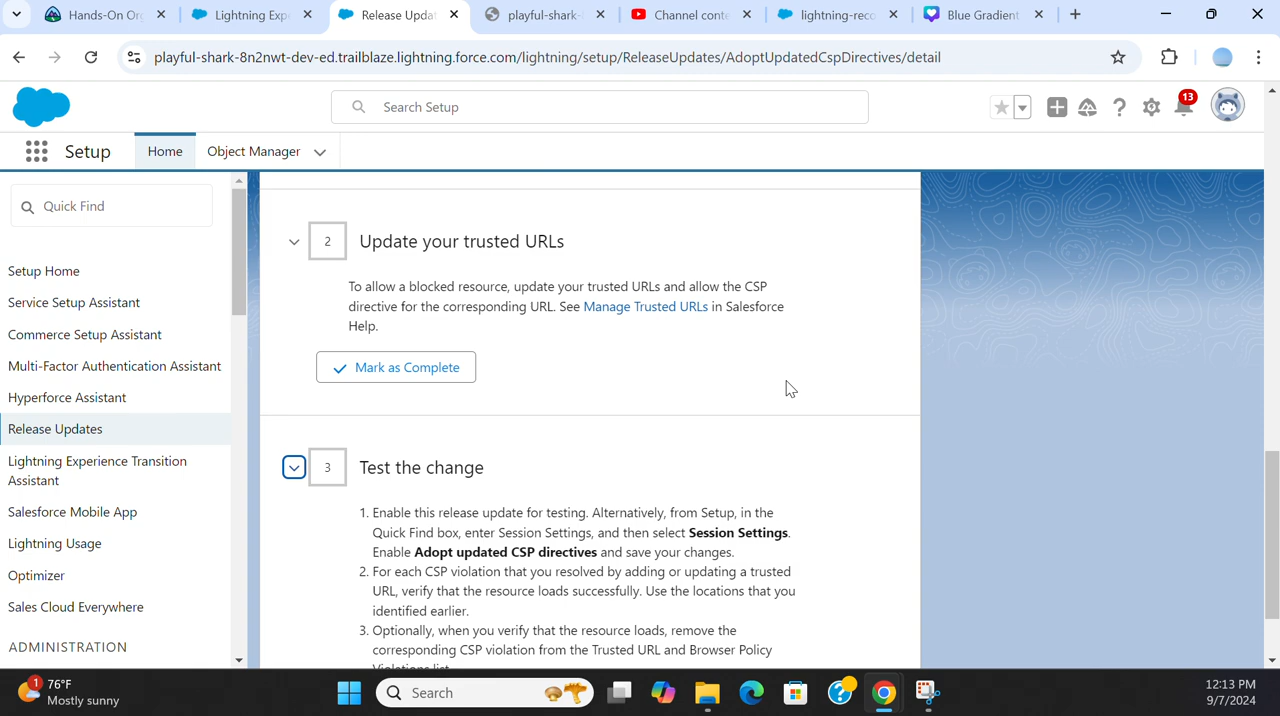 Hands-On Or
Lightning Exp
Release Updat
playful-shark-
Channel conte
lightning-reco
Blue Gradient
playful-shark-8n2nwt-dev-ed.trailblaze.lightning.force.com/lightning/setup/ReleaseUpdates/AdoptUpdatedCspDirectives/detail
Search Setup
13
Setup
Home
Object Manager
Quick Find
Setup Home
Service Setup Assistant
Commerce Setup Assistant
Multi-Factor Authentication Assistant
Hyperforce Assistant
Release Updates
Lightning Experience Transition
Assistant
Salesforce Mobile App
Lightning Usage
Optimizer
Sales Cloud Everywhere
ADMINISTRATION
2 Update your trusted URLs
To allow a blocked resource, update your trusted URLs and allow the CSP
directive for the corresponding URL. See Manage Trusted URLs in Salesforce
Help.
Mark as Complete
3 Test the change
1. Enable this release update for testing. Alternatively, from Setup, in the
Quick Find box, enter Session Settings, and then select Session Settings.
Enable Adopt updated CSP directives and save your changes.
2. For each CSP violation that you resolved by adding or updating a trusted
URL, verify that the resource loads successfully. Use the locations that you
identified earlier.
3. Optionally, when you verify that the resource loads, remove the
corresponding CSP violation from the Trusted URL and Browser Policy
Violations list.
1
76°F
Mostly sunny
Search
12:13 PM
9/7/2024